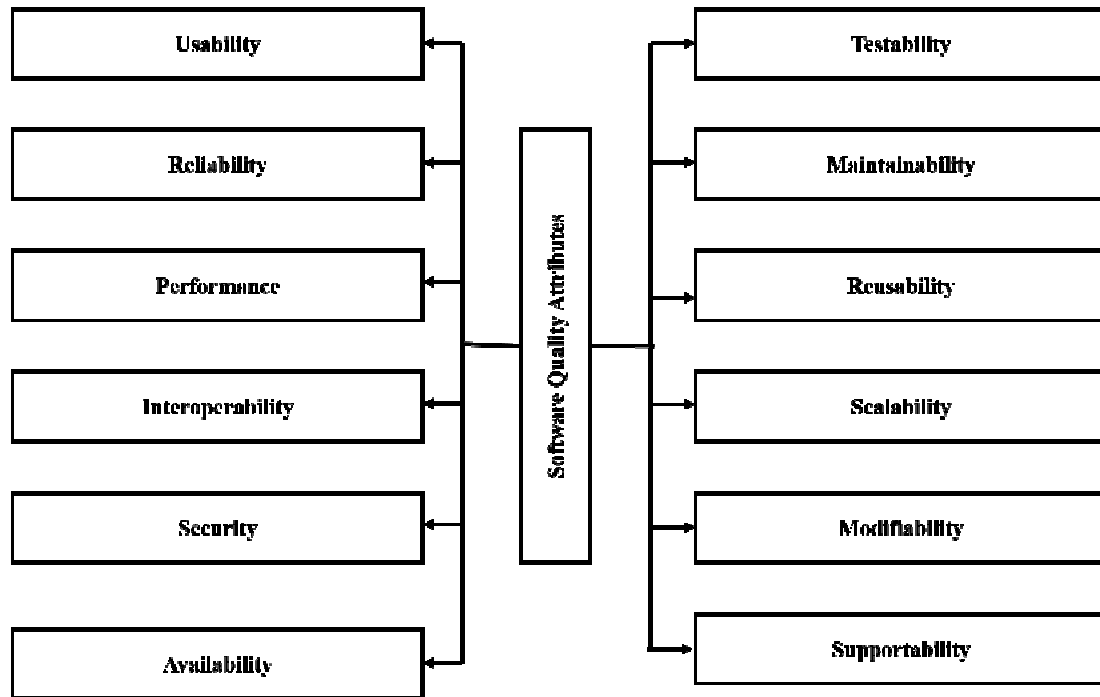 Usability
Reliability
Performance
Interoperability
Security
Availability
Software Quality Attributes
Testability
Maintainability
Reusability
Scalability
Modifiability
Supportability